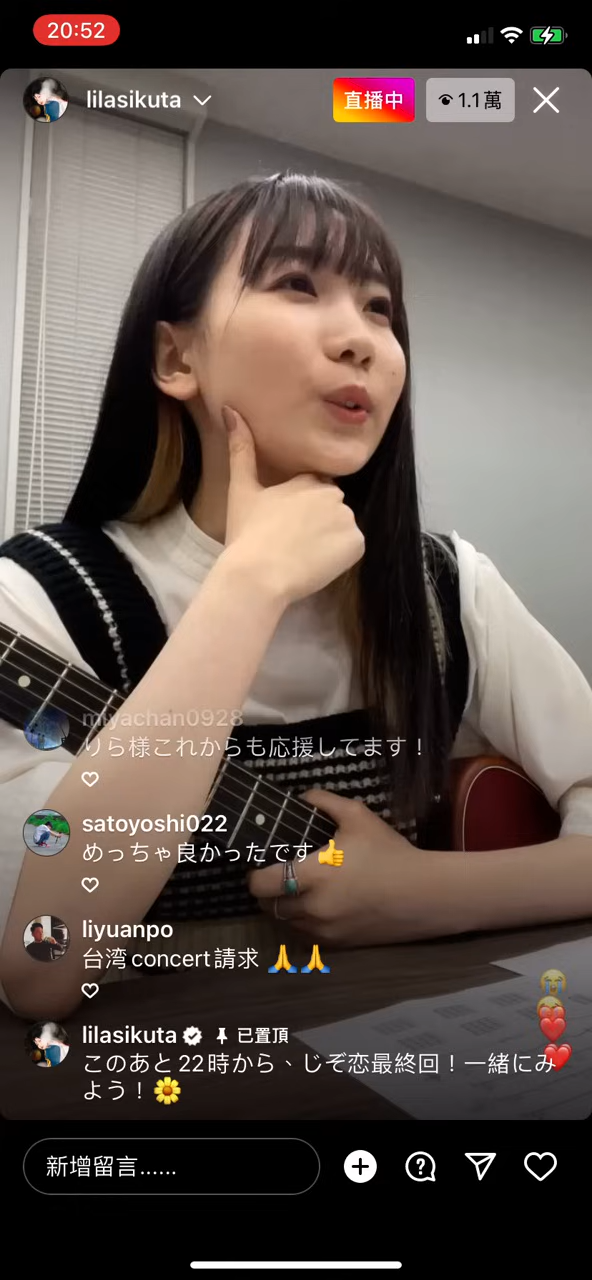 20:52
lilasikuta
直播中
1.1萬
miyachan0928
りら様これからも応援してます！
satoyoshi022
めっちゃ良かったです👍
liyuanpo
台湾concert請求 🙏🙏
lilasikuta 已置頂
このあと22時から、じぞ恋最終回！一緒にみ
よう！🌼
新增留言......